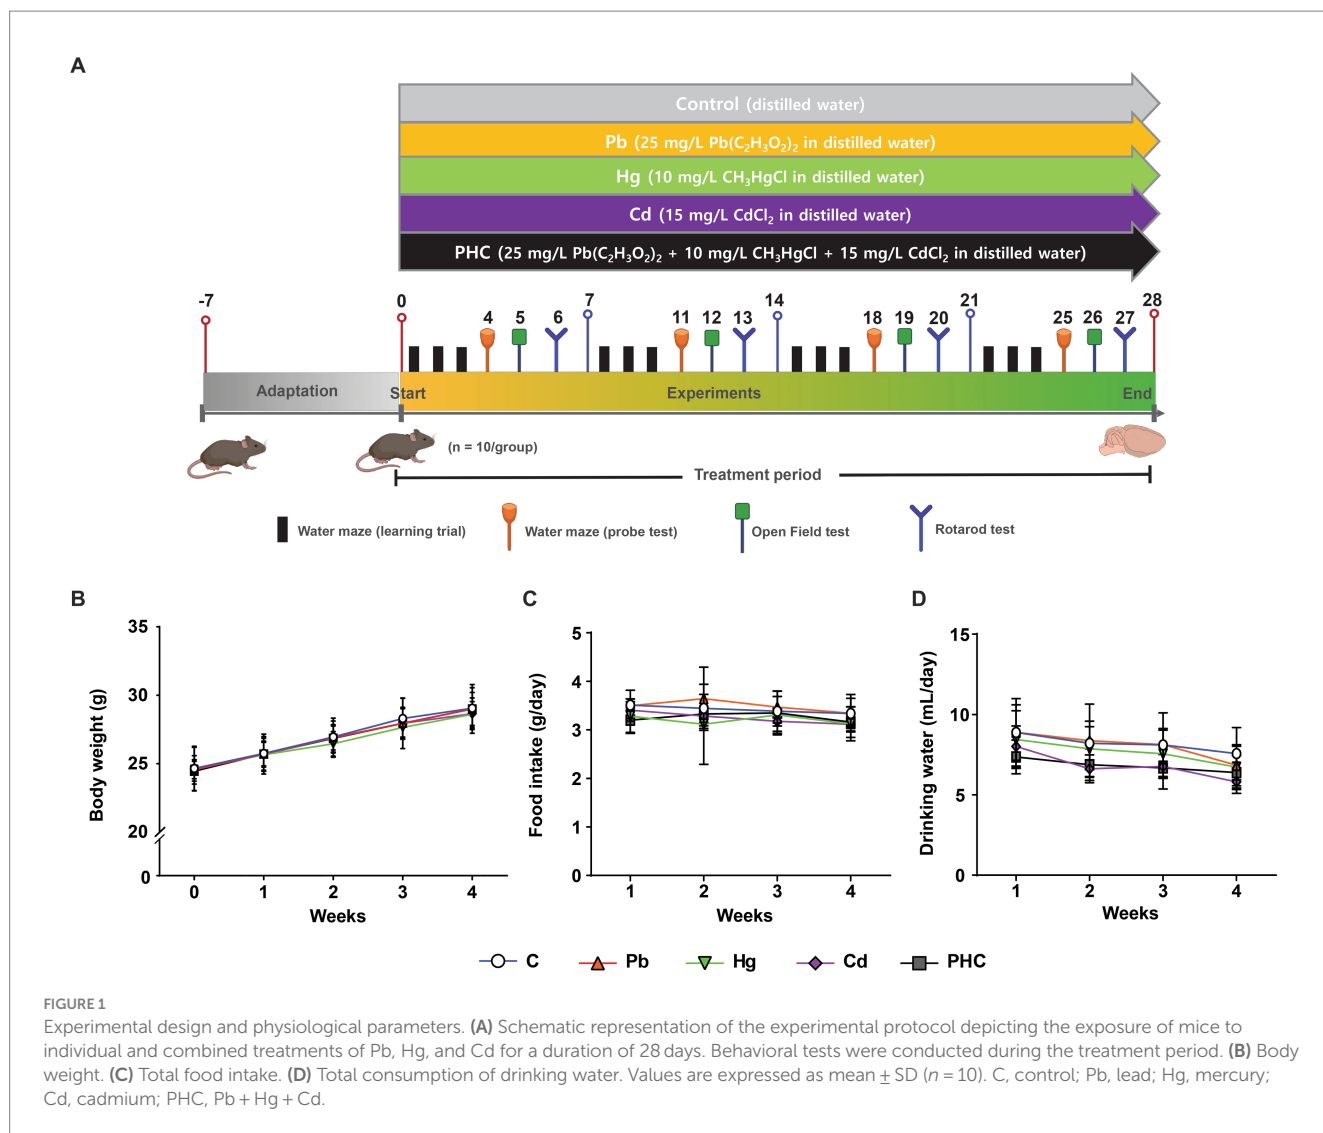 A
Control (distilled water)
Pb (25 mg/L Pb(C₂H₃O₂)₂ in distilled water)
Hg (10 mg/L CH₃HgCl in distilled water)
Cd (15 mg/L CdCl₂ in distilled water)
PHC (25 mg/L Pb(C₂H₃O₂)₂ + 10 mg/L CH₃HgCl + 15 mg/L CdCl₂ in distilled water)
-7 0 4 5 6 7 11 12 13 14 18 19 20 21 25 26 27 28
Adaptation Start Experiments End
(n = 10/group)
Treatment period
Water maze (learning trial) Water maze (probe test) Open Field test Rotarod test
B
Body weight (g)
35
30
25
20
0
0 1 2 3 4
Weeks
C
Food intake (g/day)
5
4
3
2
1
0
1 2 3 4
Weeks
D
Drinking water (mL/day)
15
10
5
0
1 2 3 4
Weeks
C Pb Hg Cd PHC
FIGURE 1
Experimental design and physiological parameters. (A) Schematic representation of the experimental protocol depicting the exposure of mice to
individual and combined treatments of Pb, Hg, and Cd for a duration of 28 days. Behavioral tests were conducted during the treatment period. (B) Body
weight. (C) Total food intake. (D) Total consumption of drinking water. Values are expressed as mean ± SD (n = 10). C, control; Pb, lead; Hg, mercury;
Cd, cadmium; PHC, Pb + Hg + Cd.